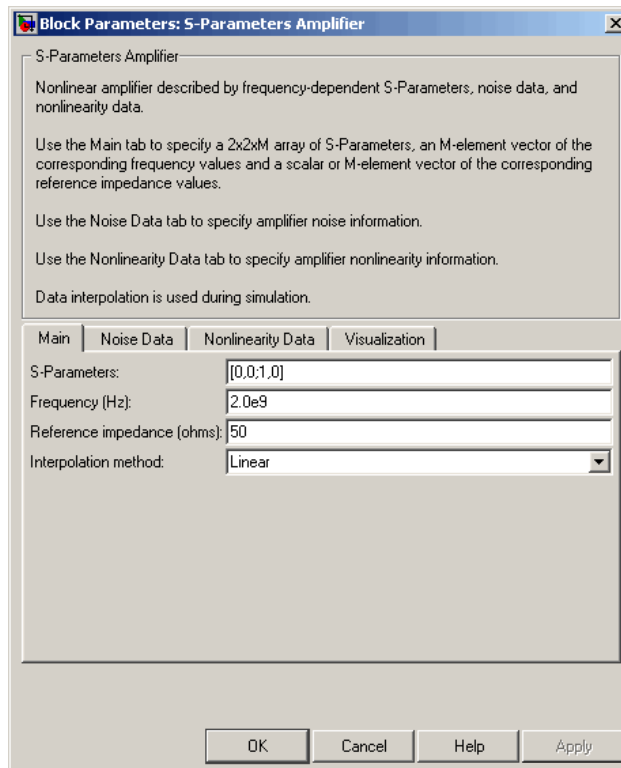 Block Parameters: S-Parameters Amplifier
S-Parameters Amplifier
Nonlinear amplifier described by frequency-dependent S-Parameters, noise data, and
nonlinearity data.
Use the Main tab to specify a 2x2xM array of S-Parameters, an M-element vector of the
corresponding frequency values and a scalar or M-element vector of the corresponding
reference impedance values.
Use the Noise Data tab to specify amplifier noise information.
Use the Nonlinearity Data tab to specify amplifier nonlinearity information.
Data interpolation is used during simulation.
Main Noise Data Nonlinearity Data Visualization
S-Parameters: [0,0;1,0]
Frequency (Hz): 2.0e9
Reference impedance (ohms): 50
Interpolation method: Linear
OK Cancel Help Apply